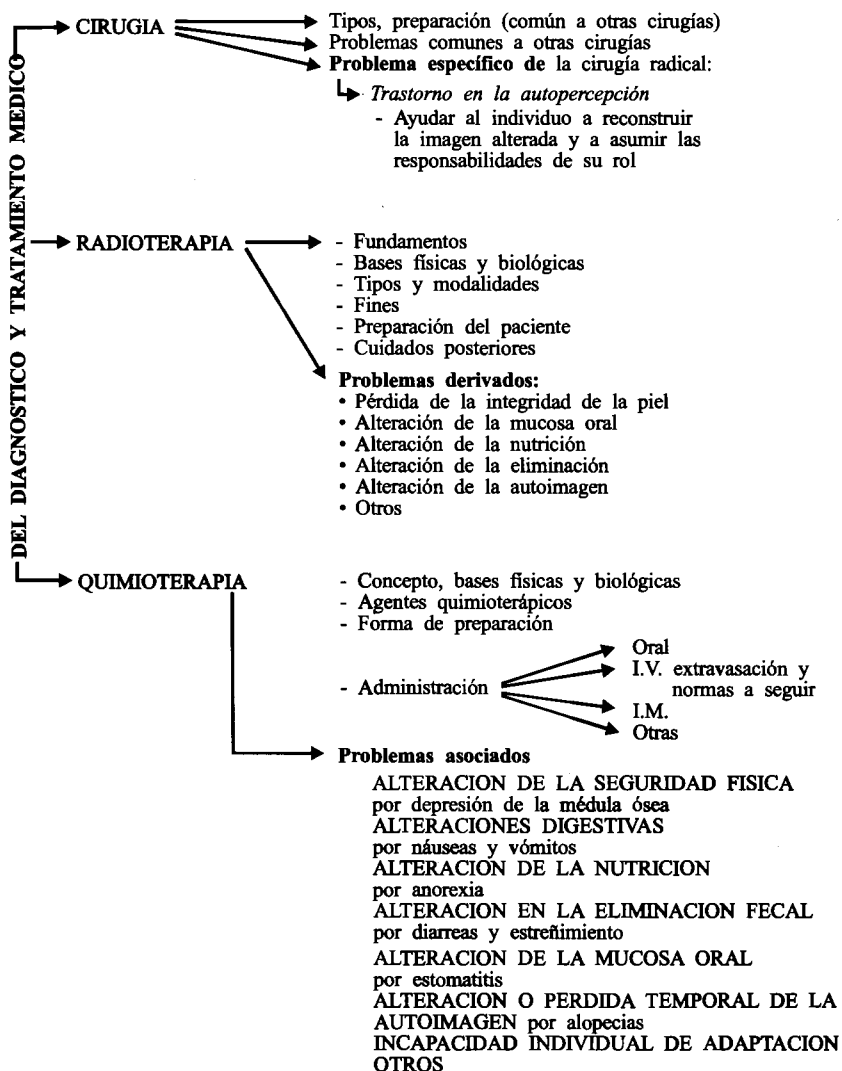 DEL DIAGNOSTICO Y TRATAMIENTO MEDICO
CIRUGIA
Tipos, preparación (común a otras cirugías)
Problemas comunes a otras cirugías
Problema específico de la cirugía radical:
Trastorno en la autopercepción
- Ayudar al individuo a reconstruir
la imagen alterada y a asumir las
responsabilidades de su rol
RADIOTERAPIA
- Fundamentos
- Bases físicas y biológicas
- Tipos y modalidades
- Fines
- Preparación del paciente
- Cuidados posteriores
Problemas derivados:
• Pérdida de la integridad de la piel
• Alteración de la mucosa oral
• Alteración de la nutrición
• Alteración de la eliminación
• Alteración de la autoimagen
• Otros
QUIMIOTERAPIA
- Concepto, bases físicas y biológicas
- Agentes quimioterápicos
- Forma de preparación
- Administración
Oral
I.V. extravasación y
normas a seguir
I.M.
Otras
Problemas asociados
ALTERACION DE LA SEGURIDAD FISICA
por depresión de la médula ósea
ALTERACIONES DIGESTIVAS
por náuseas y vómitos
ALTERACION DE LA NUTRICION
por anorexia
ALTERACION EN LA ELIMINACION FECAL
por diarreas y estreñimiento
ALTERACION DE LA MUCOSA ORAL
por estomatitis
ALTERACION O PERDIDA TEMPORAL DE LA
AUTOIMAGEN por alopecias
INCAPACIDAD INDIVIDUAL DE ADAPTACION
OTROS